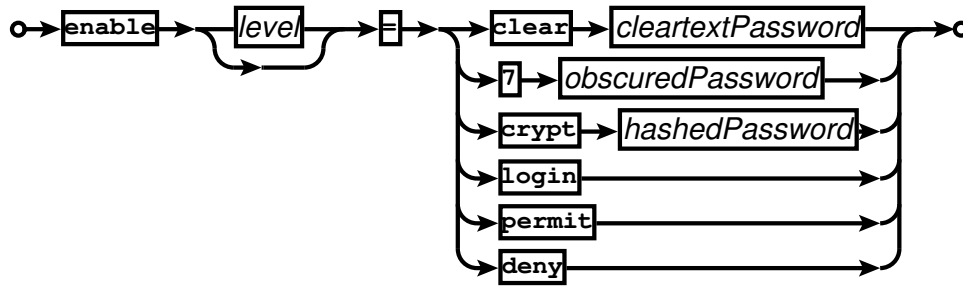 enable level = clear cleartextPassword
7 obscuredPassword
crypt hashedPassword
login
permit
deny